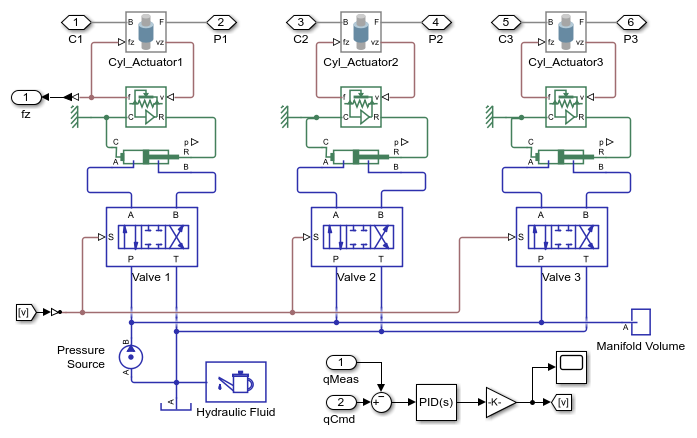 1 B F 2 3 B F 4 5 B F 6
C1 fz vz P1 C2 fz vz P2 C3 fz vz P3
Cyl_Actuator1 Cyl_Actuator2 Cyl_Actuator3
1 f v f v f v
fz C R C R C R
C p C p C p
A R A R A R
B B B
A B A B A B
S S S
P T P T P T
Valve 1 Valve 2 Valve 3
[v]
A
Manifold Volume
Pressure
Source
B
A
Hydraulic Fluid
A
1
qMeas
2 + − PID(s) -K- [v]
qCmd